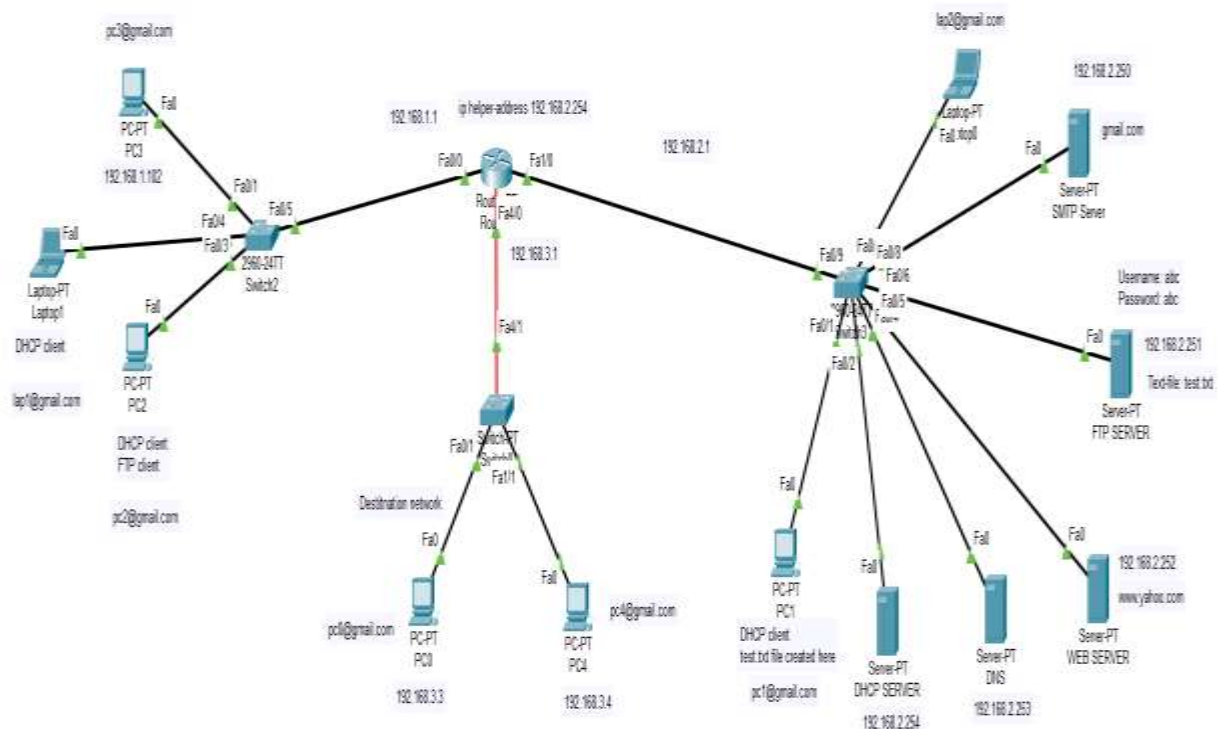 pc3@gmail.com
Fa0
PC-PT
PC3
192.168.1.102
Fa0/1
Fa0/4
Fa0/5
Fa0/3
2960-24TT
Switch2
Fa0
Laptop-PT
Laptop1
DHCP client
lap1@gmail.com
Fa0
PC-PT
PC2
DHCP client
FTP client
pc2@gmail.com
192.168.1.1
ip helper-address 192.168.2.254
Fa0/0
Fa1/0
Fa4/0
192.168.3.1
Fa4/1
Switch-PT
Fa0/1
Fa1/1
Destitnation network
Fa0
pc0@gmail.com
PC-PT
PC0
192.168.3.3
Fa0
pc4@gmail.com
PC-PT
PC4
192.168.3.4
192.168.2.1
lap2@gmail.com
Laptop-PT
Fa0
192.168.2.250
gmail.com
Fa0
Server-PT
SMTP Server
Fa0/9
Fa0/8
Fa0/6
Fa0/5
Fa0/1
Fa0/2
Username: abc
Password: abc
Fa0
192.168.2.251
Text-file: test.txt
Server-PT
FTP SERVER
Fa0
192.168.2.252
www.yahoo.com
Server-PT
WEB SERVER
Fa0
PC-PT
PC1
DHCP client
test.txt file created here
pc1@gmail.com
Fa0
Server-PT
DHCP SERVER
192.168.2.254
Fa0
Server-PT
DNS
192.168.2.253